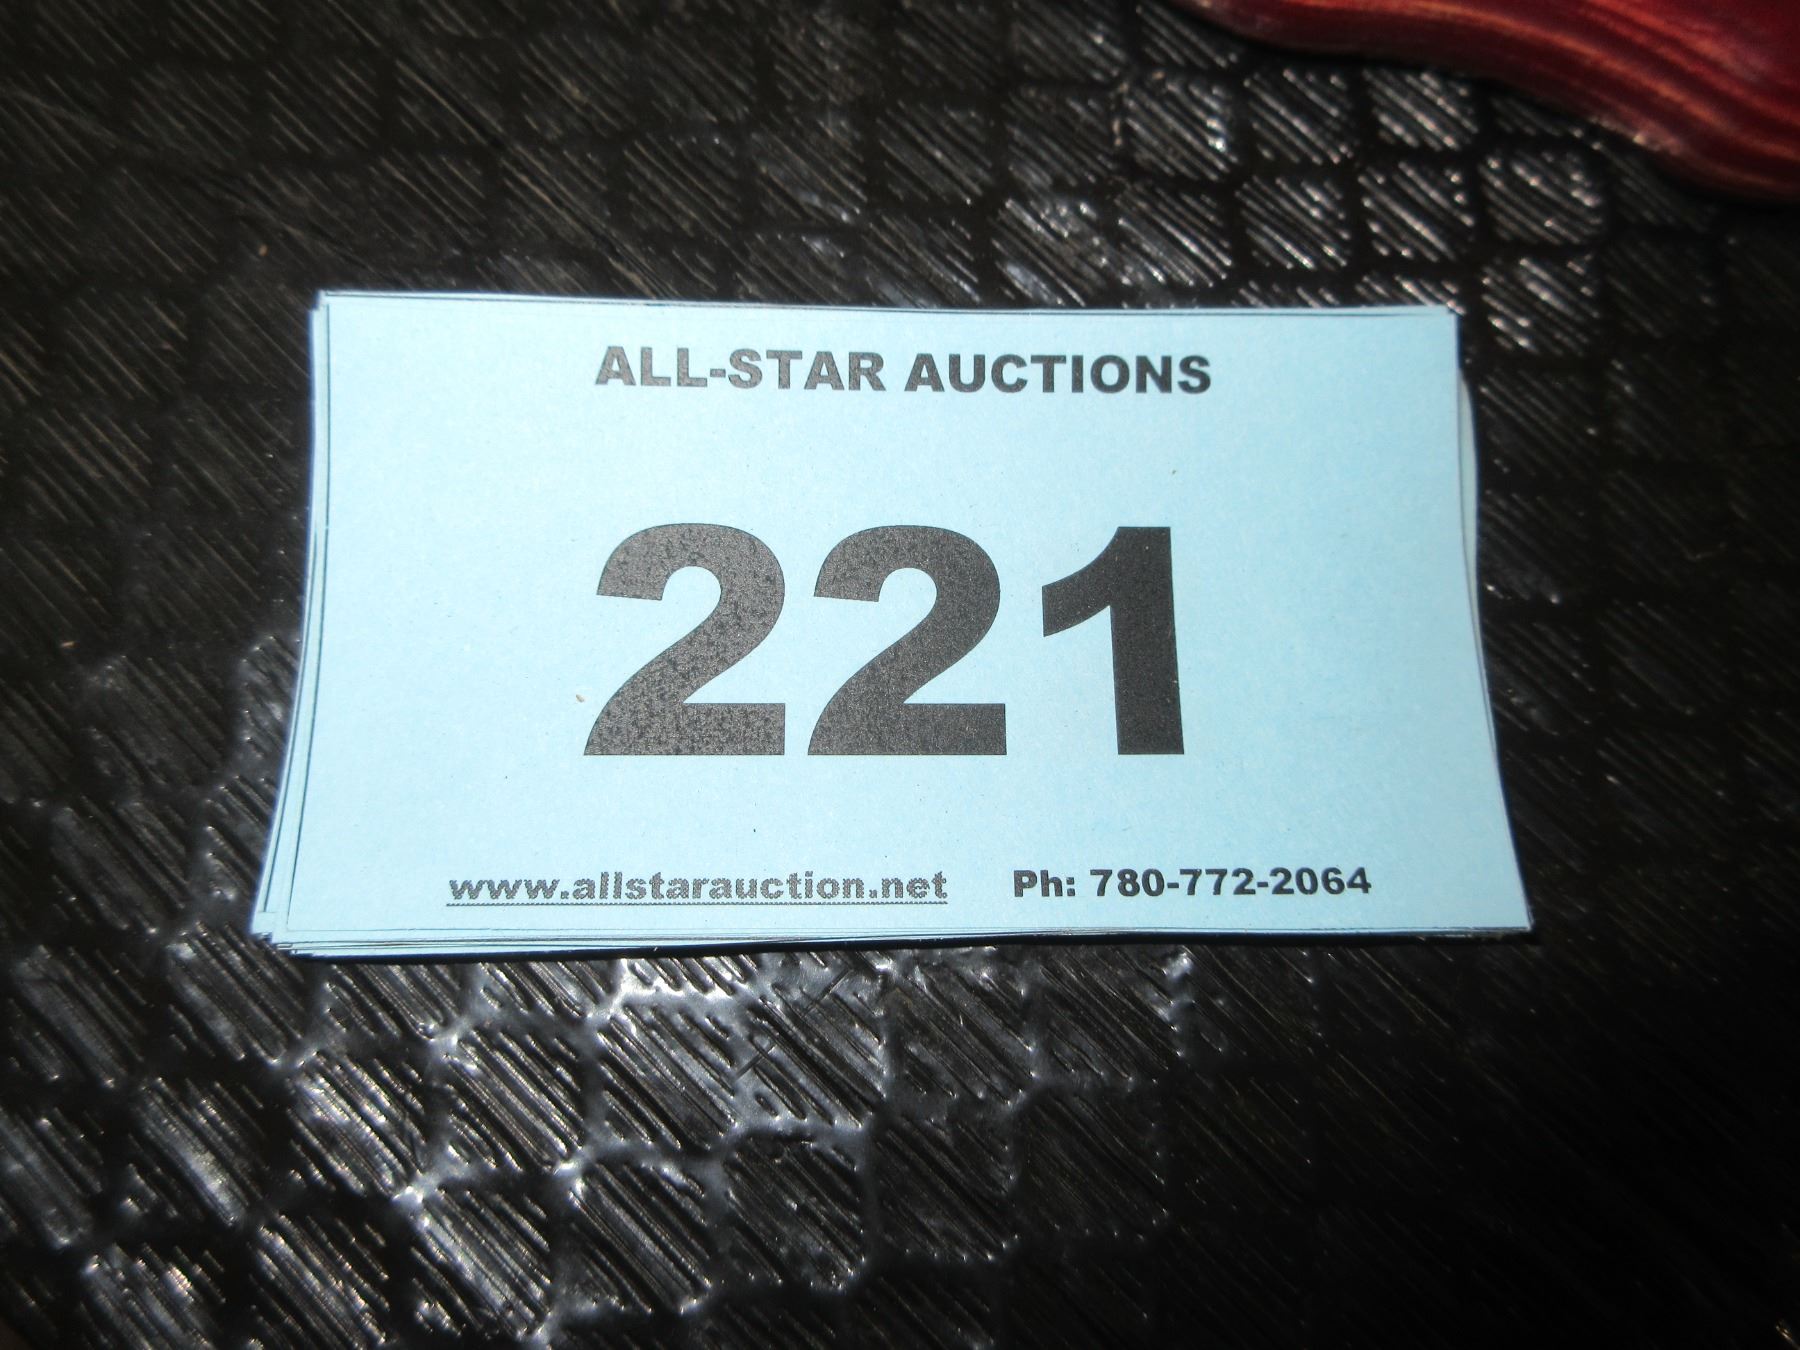 ALL-STAR AUCTIONS
221
www.allstarauction.net Ph: 780-772-2064